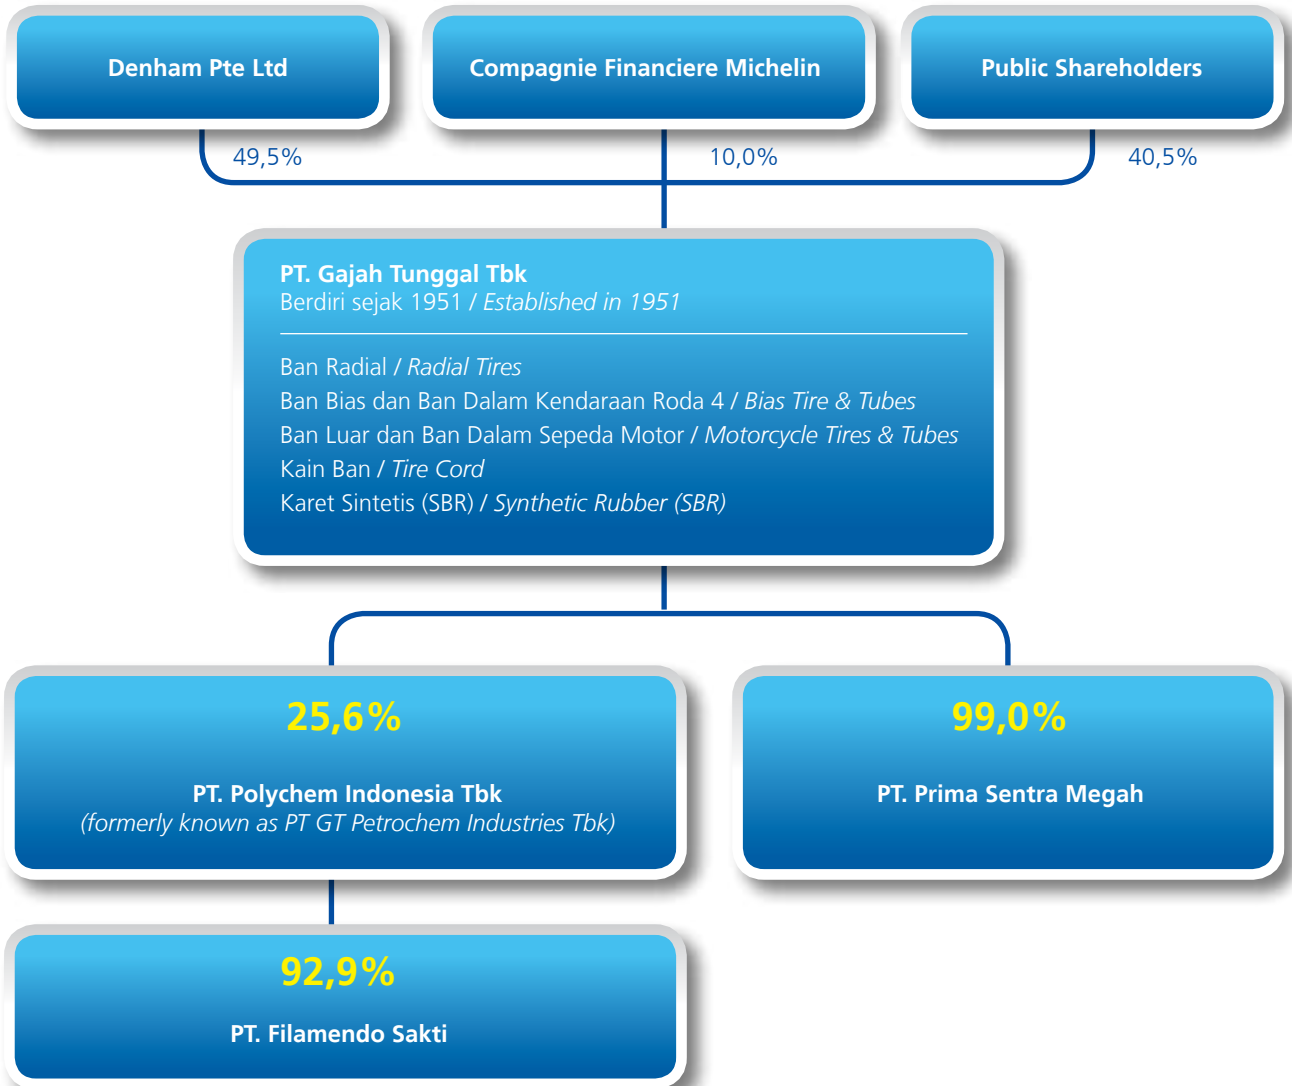 Denham Pte Ltd
Compagnie Financiere Michelin
Public Shareholders
49,5%
10,0%
40,5%
PT. Gajah Tunggal Tbk
Berdiri sejak 1951 / Established in 1951
Ban Radial / Radial Tires
Ban Bias dan Ban Dalam Kendaraan Roda 4 / Bias Tire & Tubes
Ban Luar dan Ban Dalam Sepeda Motor / Motorcycle Tires & Tubes
Kain Ban / Tire Cord
Karet Sintetis (SBR) / Synthetic Rubber (SBR)
25,6%
PT. Polychem Indonesia Tbk
(formerly known as PT GT Petrochem Industries Tbk)
99,0%
PT. Prima Sentra Megah
92,9%
PT. Filamendo Sakti